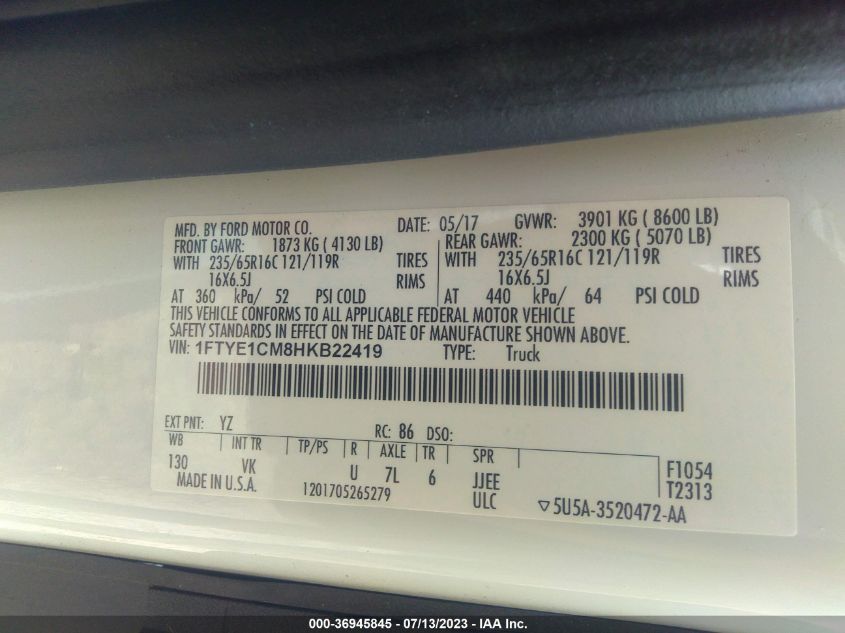 MFD. BY FORD MOTOR CO. DATE: 05/17 GVWR: 3901 KG ( 8600 LB)
FRONT GAWR: 1873 KG ( 4130 LB) REAR GAWR: 2300 KG ( 5070 LB)
WITH 235/65R16C 121/119R TIRES WITH 235/65R16C 121/119R TIRES
16X6.5J RIMS 16X6.5J RIMS
AT 360 kPa/ 52 PSI COLD AT 440 kPa/ 64 PSI COLD
THIS VEHICLE CONFORMS TO ALL APPLICABLE FEDERAL MOTOR VEHICLE
SAFETY STANDARDS IN EFFECT ON THE DATE OF MANUFACTURE SHOWN ABOVE.
VIN: 1FTYE1CM8HKB22419 TYPE: Truck
EXT PNT: YZ RC: 86 DSO:
WB INT TR TP/PS R AXLE TR SPR
130 VK U 7L 6 JJEE F1054
MADE IN U.S.A. 1201705265279 ULC T2313
▽5U5A-3520472-AA
000-36945845 - 07/13/2023 - IAA Inc.